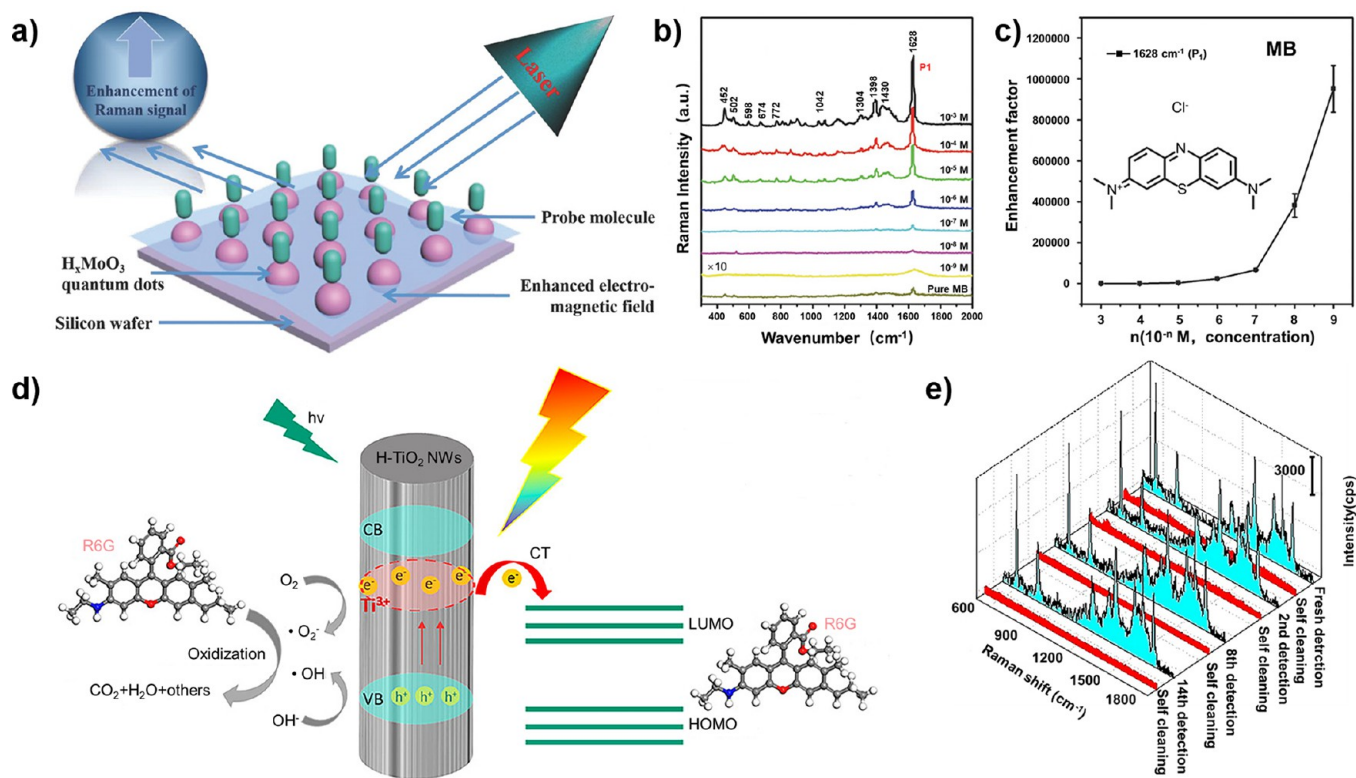 a)
Enhancement of
Raman signal
Laser
Probe molecule
HₓMoO₃
quantum dots
Enhanced electro-
magnetic field
Silicon wafer
b)
Raman Intensity (a.u.)
452
502
598
674
772
1042
1304
1398
1430
1628
P1
10⁻³ M
10⁻⁴ M
10⁻⁵ M
10⁻⁶ M
10⁻⁷ M
10⁻⁸ M
×10
10⁻⁹ M
Pure MB
400 600 800 1000 1200 1400 1600 1800 2000
Wavenumber (cm⁻¹)
c)
Enhancement factor
1200000
1000000
800000
600000
400000
200000
0
1628 cm⁻¹ (P₁)
MB
Cl⁻
N
S
N⁺
N
3 4 5 6 7 8 9
n(10⁻ⁿ M, concentration)
d)
hν
H-TiO₂ NWs
CB
R6G
O₂
e⁻ e⁻ e⁻ e⁻
Ti³⁺
CT
e⁻
· O₂⁻
LUMO
R6G
Oxidization
· OH
CO₂+H₂O+others
VB
h⁺ h⁺ h⁺
OH⁻
HOMO
e)
3000
Intensity(cps)
600
900
1200
1500
1800
Raman shift (cm⁻¹)
Fresh detrction
Self cleaning
2nd detection
Self cleaning
8th detection
Self cleaning
14th detection
Self cleaning